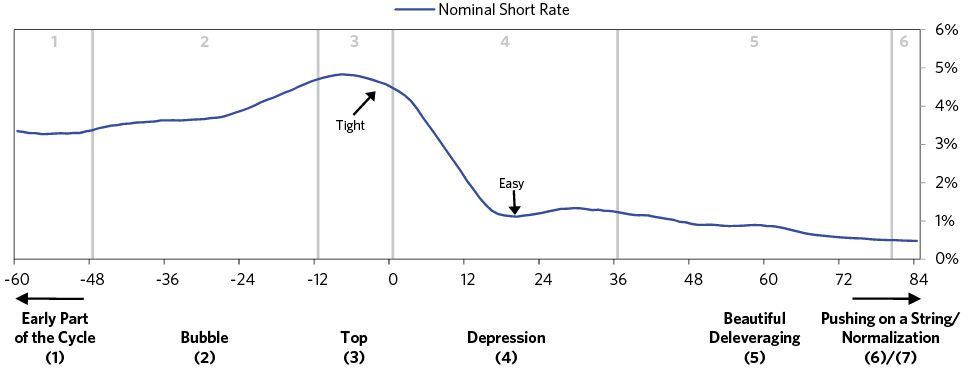 Nominal Short Rate
1 2 3 4 5 6
6%
5%
4%
3%
2%
1%
0%
Tight
Easy
-60 -48 -36 -24 -12 0 12 24 36 48 60 72 84
Early Part
of the Cycle
(1)
Bubble
(2)
Top
(3)
Depression
(4)
Beautiful
Deleveraging
(5)
Pushing on a String/
Normalization
(6)/(7)